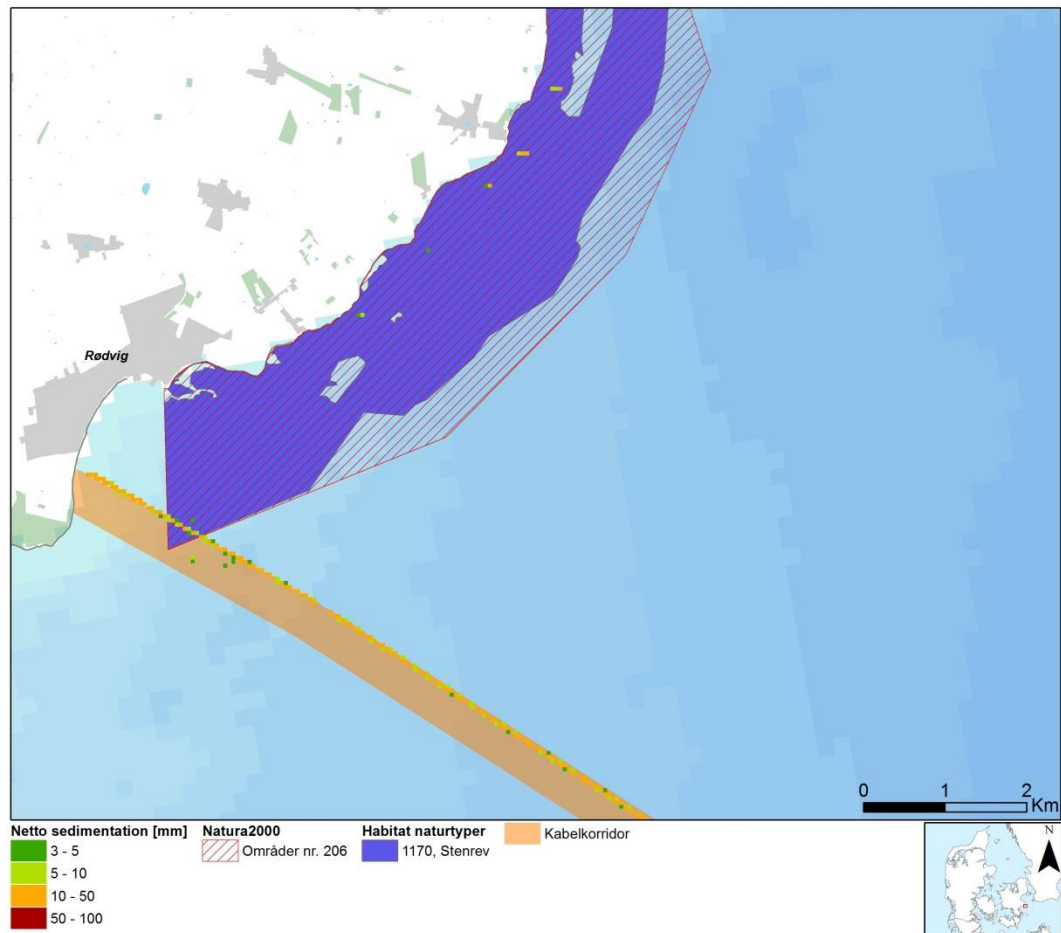 Rødvig
0 1 2
Km
Netto sedimentation [mm]
3 - 5
5 - 10
10 - 50
50 - 100
Natura2000
Områder nr. 206
Habitat naturtyper
1170, Stenrev
Kabelkorridor
N